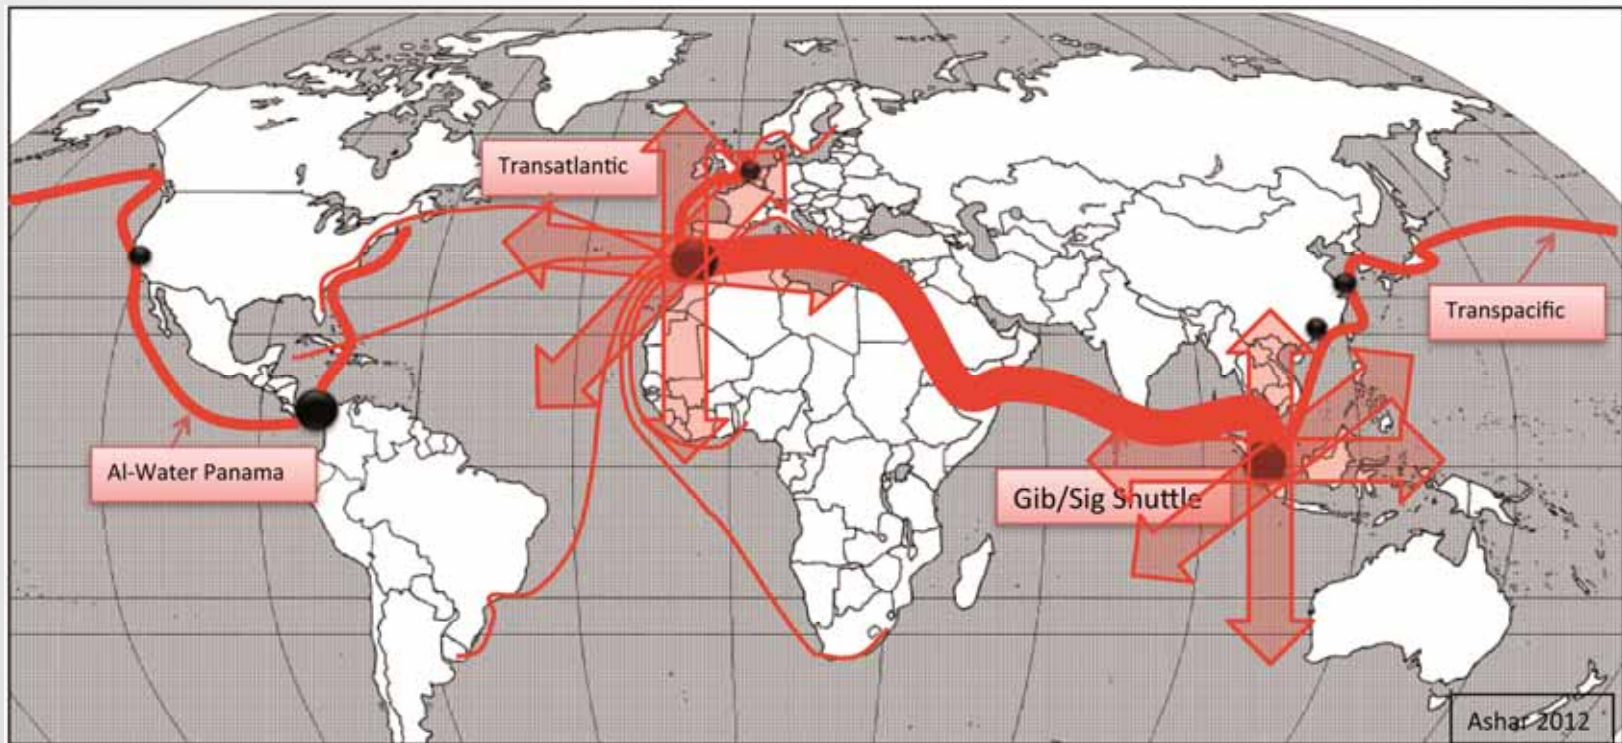 Transatlantic
Transpacific
Al-Water Panama
Gib/Sig Shuttle
Ashar 2012